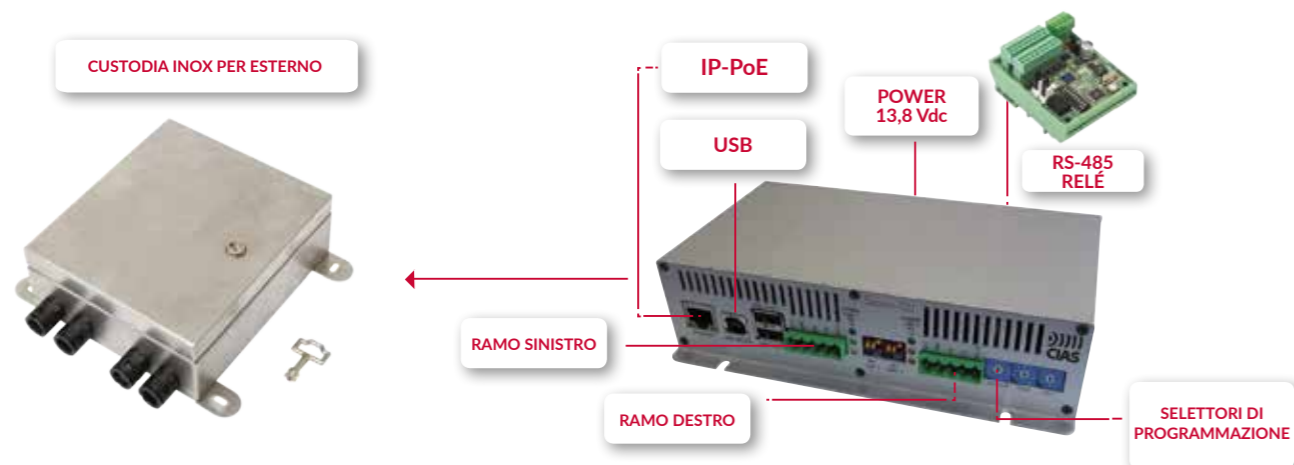 CUSTODIA INOX PER ESTERNO
IP-PoE
USB
POWER
13,8 Vdc
RS-485
RELÉ
RAMO SINISTRO
RAMO DESTRO
CIAS
SELETTORI DI
PROGRAMMAZIONE